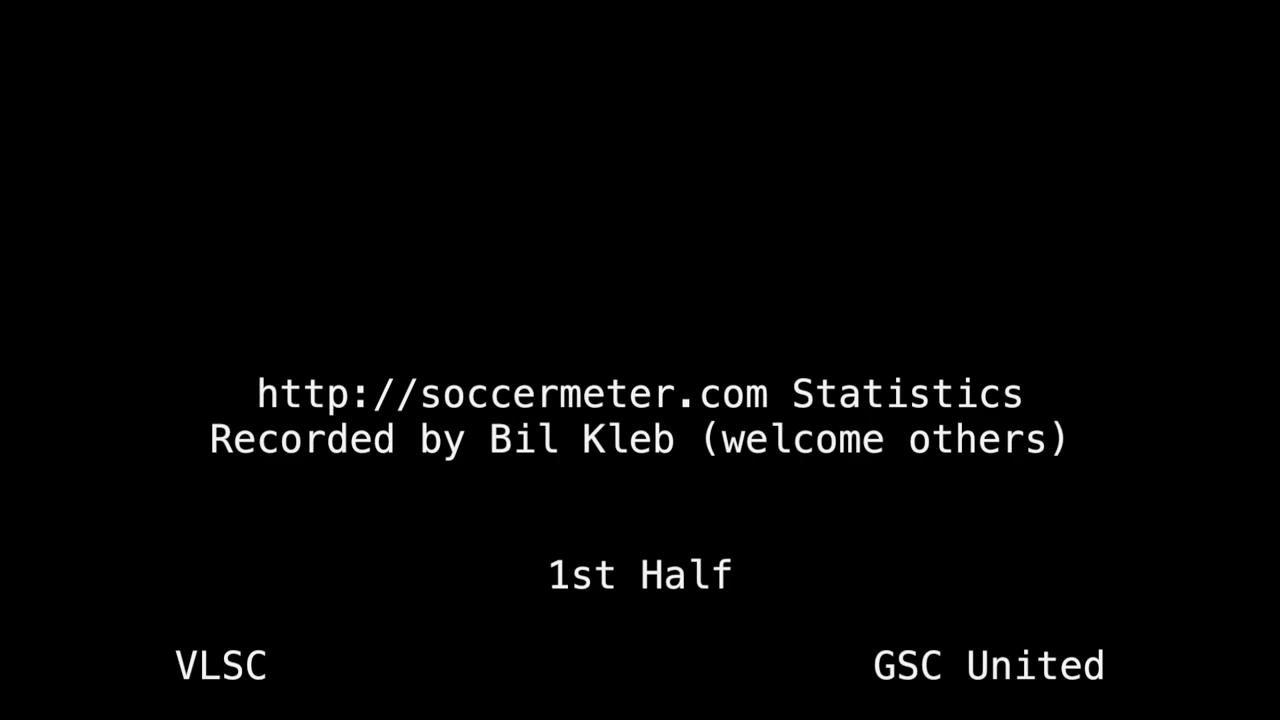 http://soccermeter.com Statistics
Recorded by Bil Kleb (welcome others)
1st Half
VLSC GSC United